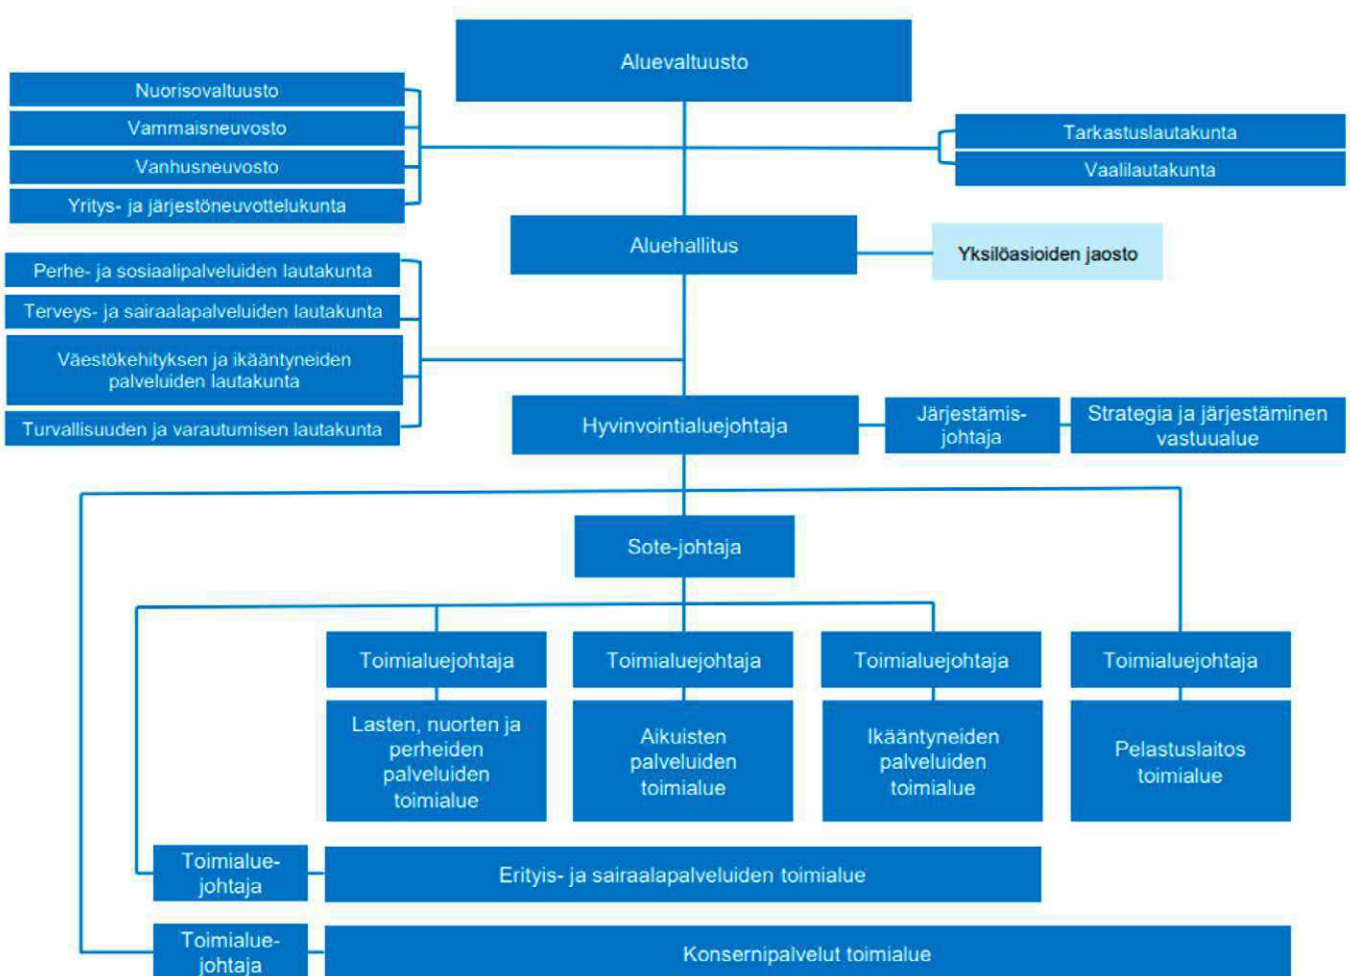 Aluevaltuusto
Nuorisovaltuusto
Vammaisneuvosto
Vanhusneuvosto
Yritys- ja järjestöneuvottelukunta
Tarkastuslautakunta
Vaalilautakunta
Aluehallitus
Yksilöasioiden jaosto
Perhe- ja sosiaalipalveluiden lautakunta
Terveys- ja sairaalapalveluiden lautakunta
Väestökehityksen ja ikääntyneiden
palveluiden lautakunta
Turvallisuuden ja varautumisen lautakunta
Hyvinvointialuejohtaja
Järjestämis-
johtaja
Strategia ja järjestäminen
vastuualue
Sote-johtaja
Toimialuejohtaja
Toimialuejohtaja
Toimialuejohtaja
Toimialuejohtaja
Lasten, nuorten ja
perheiden
palveluiden
toimialue
Aikuisten
palveluiden
toimialue
Ikääntyneiden
palveluiden
toimialue
Pelastuslaitos
toimialue
Toimialue-
johtaja
Erityis- ja sairaalapalveluiden toimialue
Toimialue-
johtaja
Konsernipalvelut toimialue